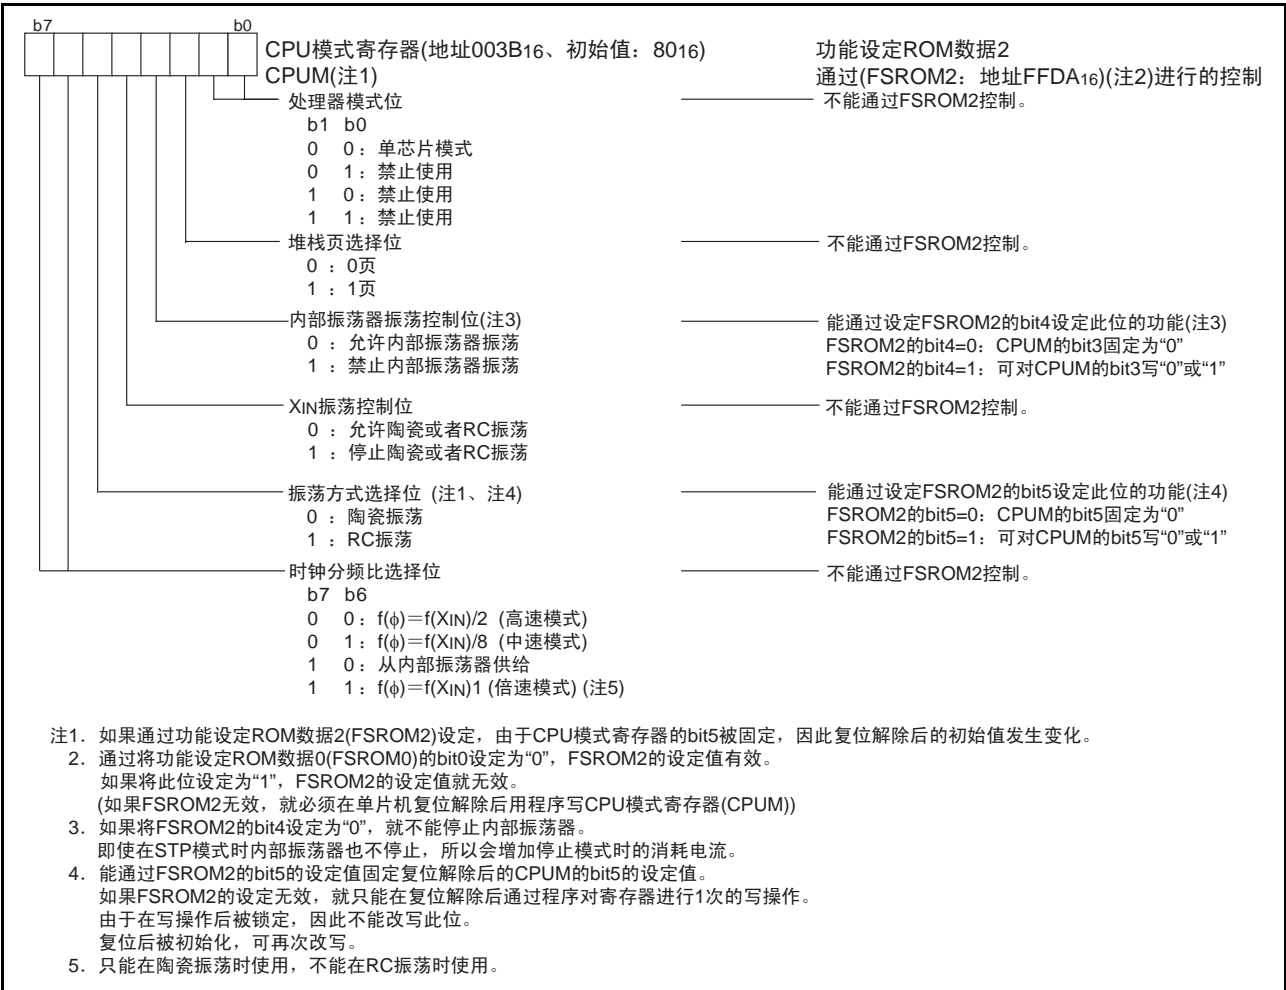 b7 b0
CPU模式寄存器(地址003B16、初始值：8016) 功能设定ROM数据2
CPUM(注1) 通过(FSROM2：地址FFDA16)(注2)进行的控制
处理器模式位 不能通过FSROM2控制。
b1 b0
0 0：单芯片模式
0 1：禁止使用
1 0：禁止使用
1 1：禁止使用
堆栈页选择位 不能通过FSROM2控制。
0 ：0页
1 ：1页
内部振荡器振荡控制位(注3) 能通过设定FSROM2的bit4设定此位的功能(注3)
0 ：允许内部振荡器振荡 FSROM2的bit4=0：CPUM的bit3固定为“0”
1 ：禁止内部振荡器振荡 FSROM2的bit4=1：可对CPUM的bit3写“0”或“1”
XIN振荡控制位 不能通过FSROM2控制。
0 ：允许陶瓷或者RC振荡
1 ：停止陶瓷或者RC振荡
振荡方式选择位 (注1、注4) 能通过设定FSROM2的bit5设定此位的功能(注4)
0 ：陶瓷振荡 FSROM2的bit5=0：CPUM的bit5固定为“0”
1 ：RC振荡 FSROM2的bit5=1：可对CPUM的bit5写“0”或“1”
时钟分频比选择位 不能通过FSROM2控制。
b7 b6
0 0：f(ϕ)＝f(XIN)/2 (高速模式)
0 1：f(ϕ)＝f(XIN)/8 (中速模式)
1 0：从内部振荡器供给
1 1：f(ϕ)＝f(XIN)1 (倍速模式) (注5)
注1．如果通过功能设定ROM数据2(FSROM2)设定，由于CPU模式寄存器的bit5被固定，因此复位解除后的初始值发生变化。
2．通过将功能设定ROM数据0(FSROM0)的bit0设定为“0”，FSROM2的设定值有效。
如果将此位设定为“1”，FSROM2的设定值就无效。
(如果FSROM2无效，就必须在单片机复位解除后用程序写CPU模式寄存器(CPUM))
3．如果将FSROM2的bit4设定为“0”，就不能停止内部振荡器。
即使在STP模式时内部振荡器也不停止，所以会增加停止模式时的消耗电流。
4．能通过FSROM2的bit5的设定值固定复位解除后的CPUM的bit5的设定值。
如果FSROM2的设定无效，就只能在复位解除后通过程序对寄存器进行1次的写操作。
由于在写操作后被锁定，因此不能改写此位。
复位后被初始化，可再次改写。
5．只能在陶瓷振荡时使用，不能在RC振荡时使用。